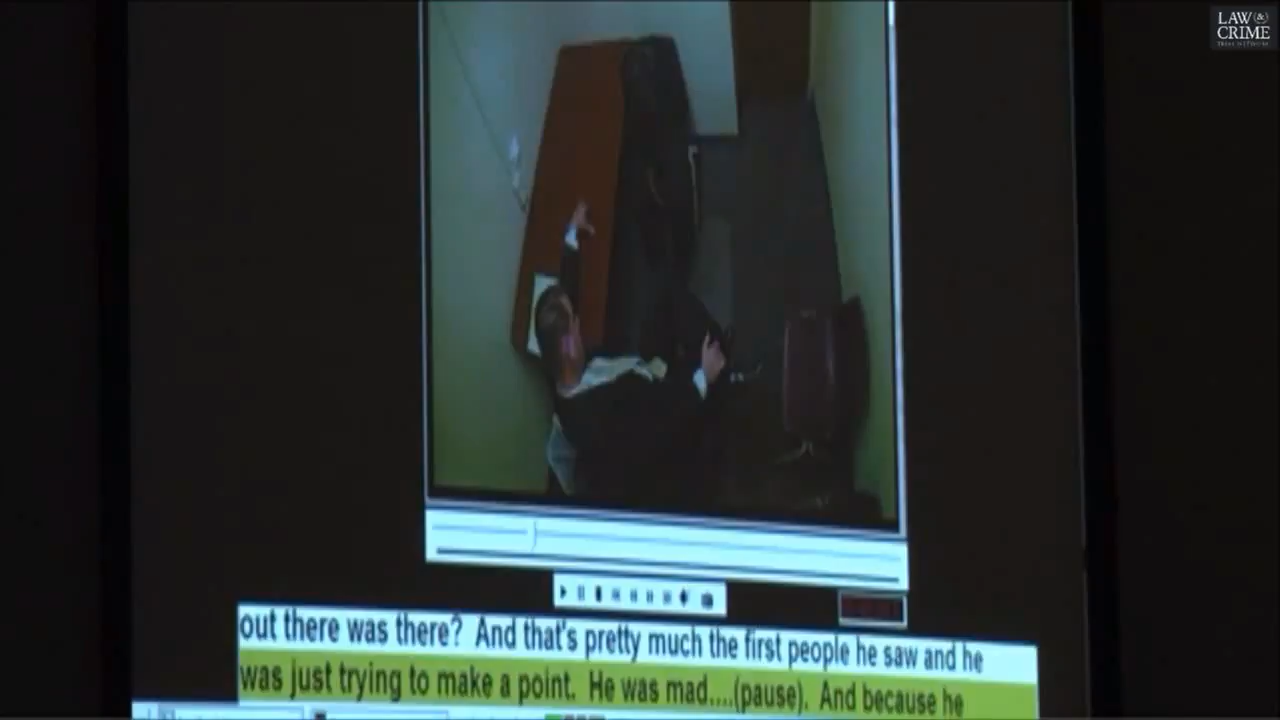 LAW &
CRIME
out there was there? And that's pretty much the first people he saw and he
was just trying to make a point. He was mad....(pause). And because he